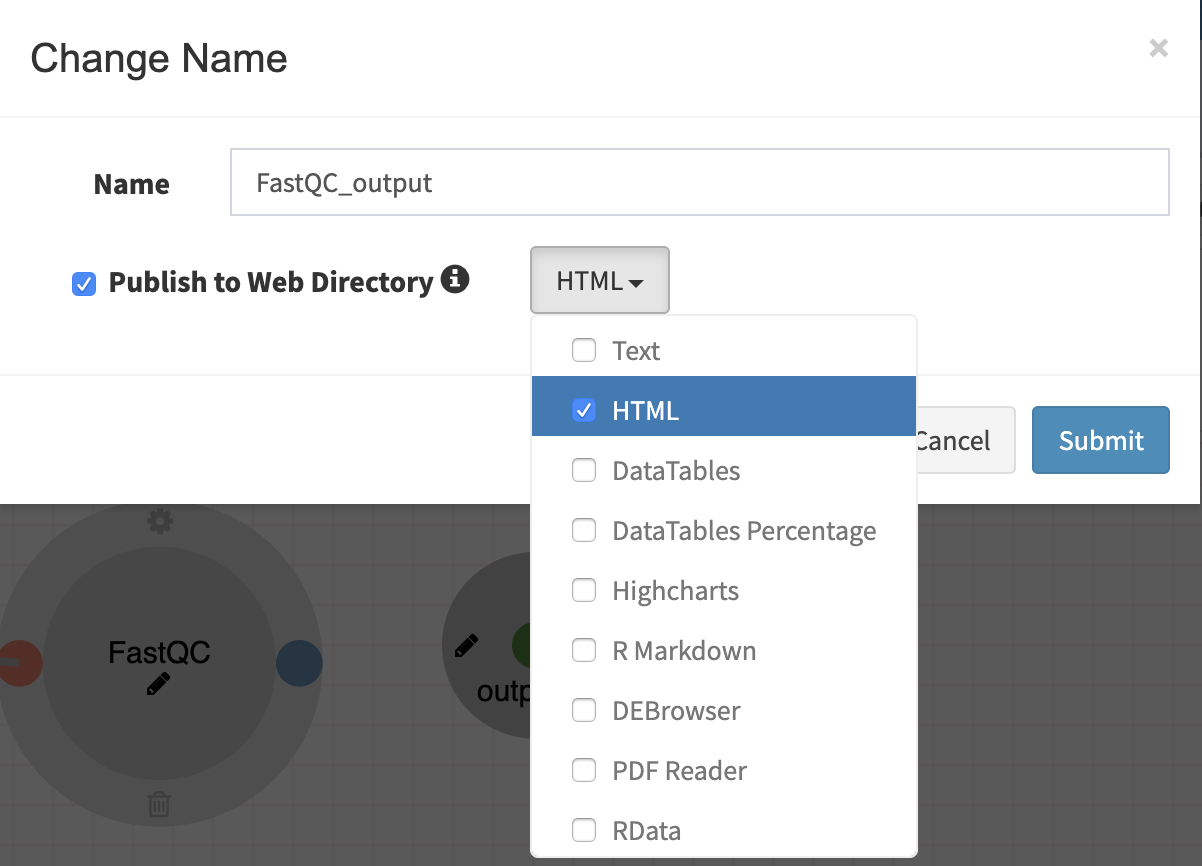 Change Name
×
Name
FastQC_output
Publish to Web Directory
HTML
Text
HTML
DataTables
DataTables Percentage
Highcharts
R Markdown
DEBrowser
PDF Reader
RData
Cancel
Submit
FastQC
outp